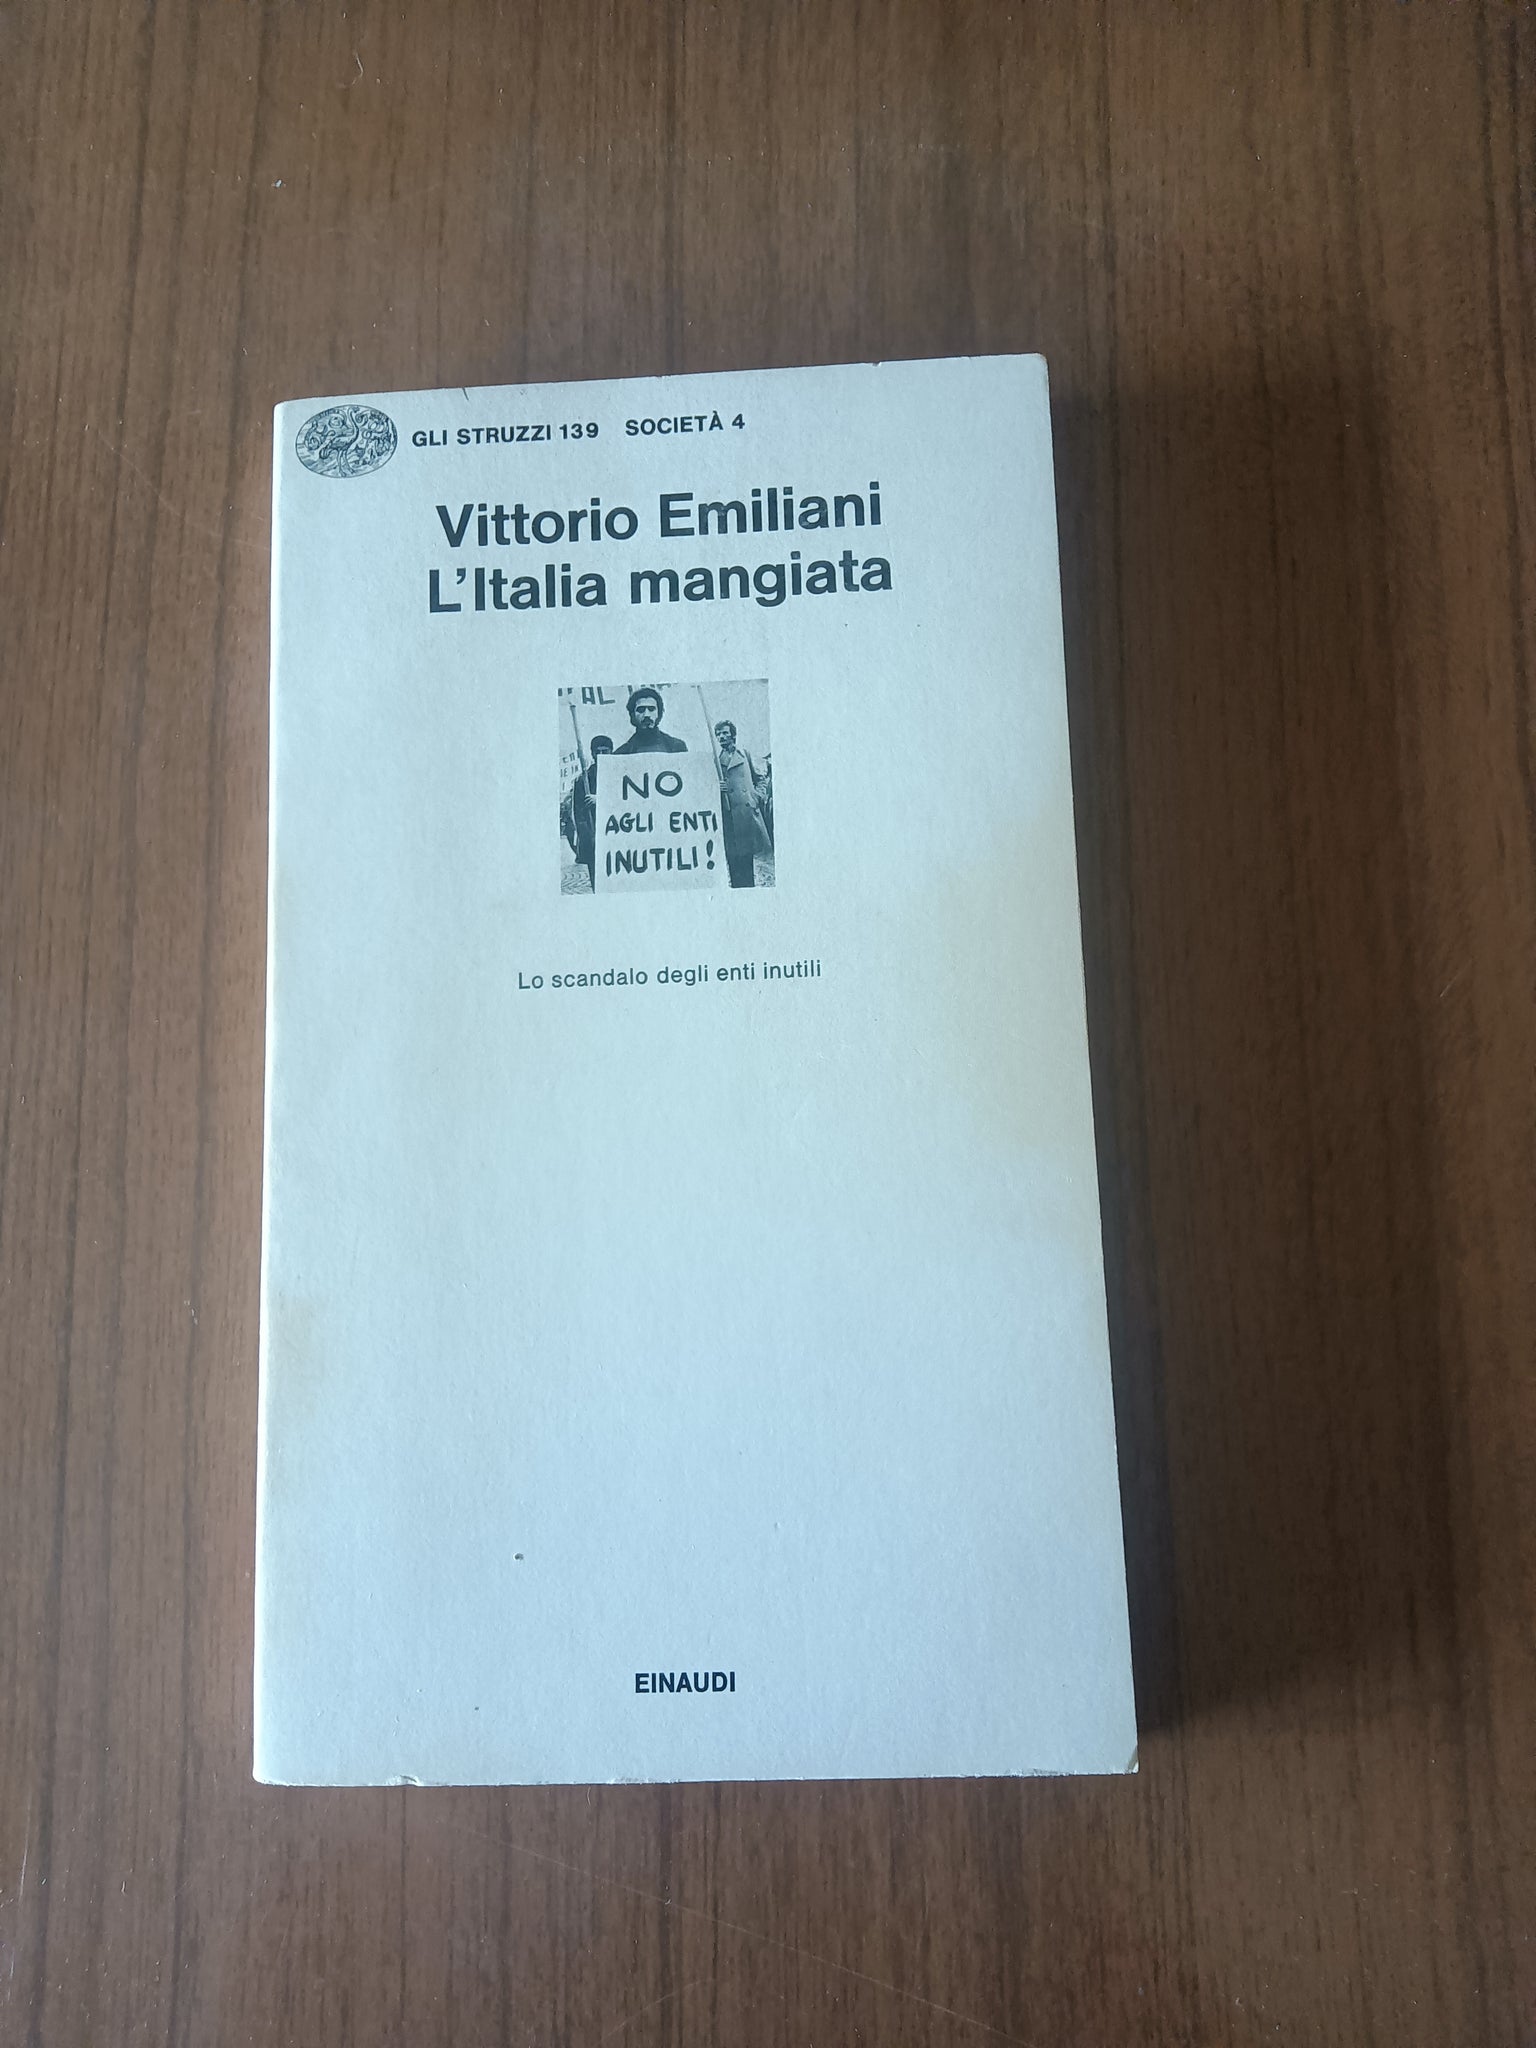 GLI STRUZZI 139 SOCIETÀ 4
Vittorio Emiliani
L'Italia mangiata
NO
AGLI ENTI
INUTILI!
Lo scandalo degli enti inutili
EINAUDI